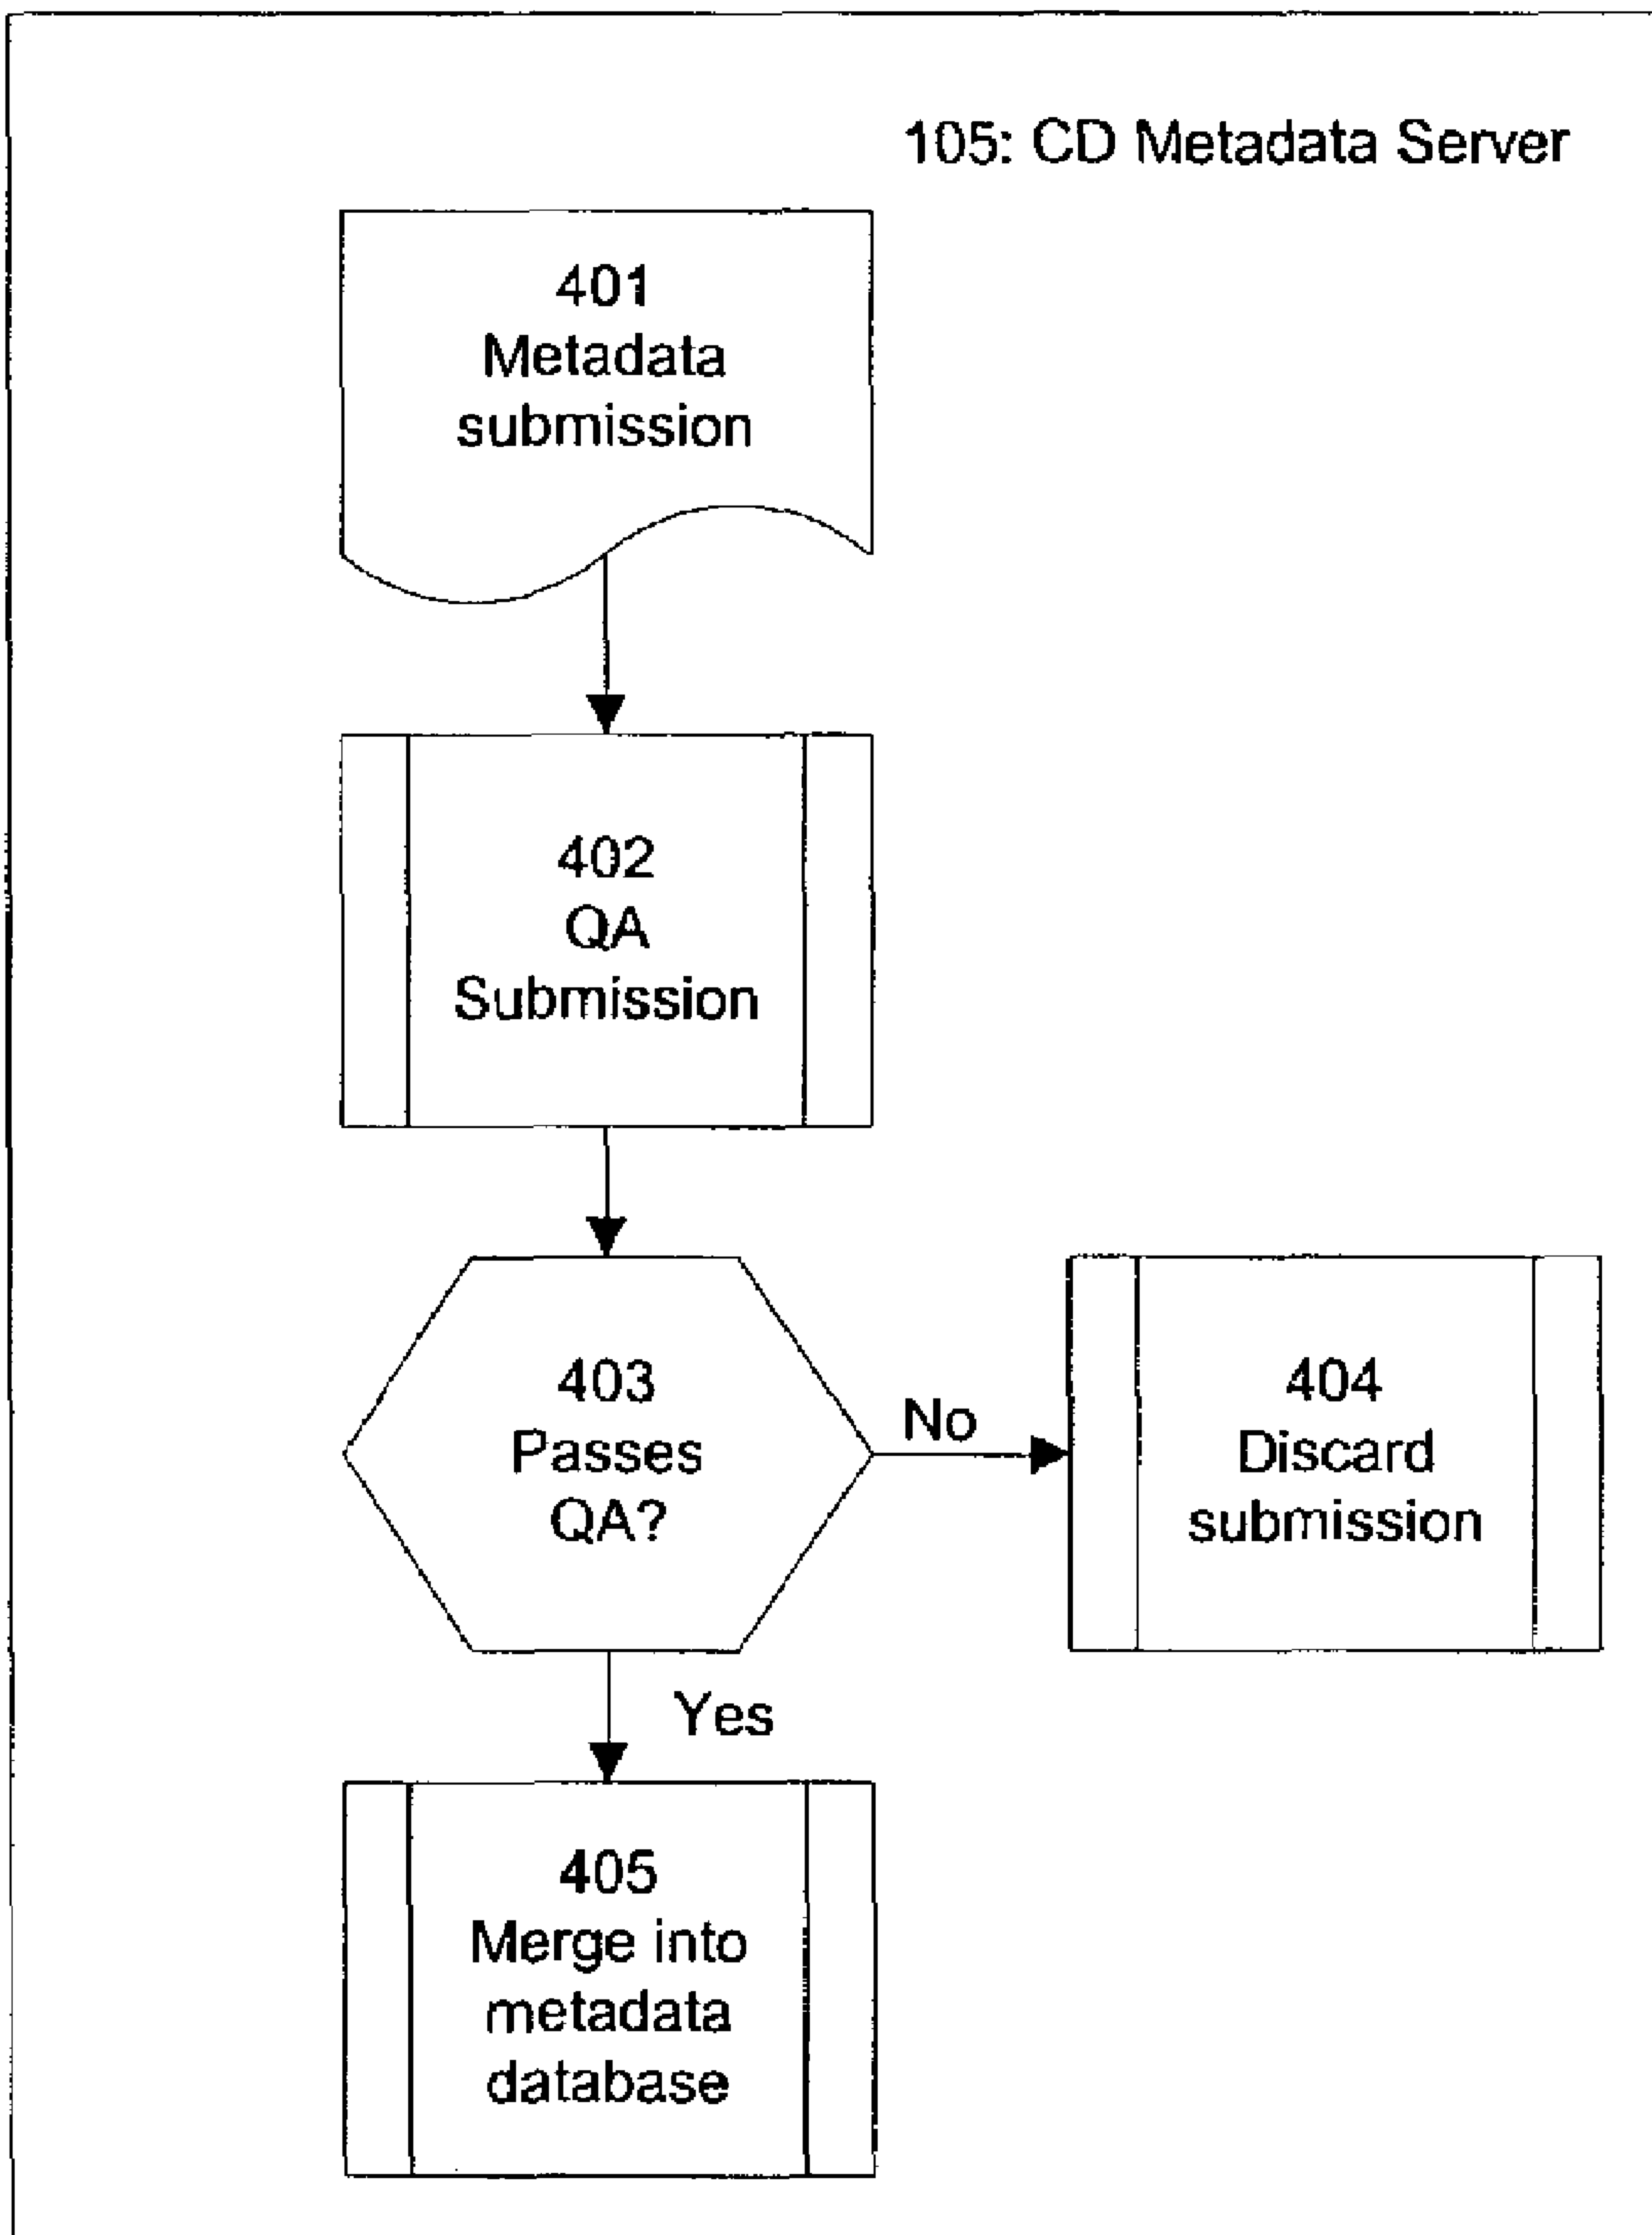 105: CD Metadata Server
401
Metadata
submission
402
QA
Submission
403
Passes
QA?
No
404
Discard
submission
Yes
405
Merge into
metadata
database